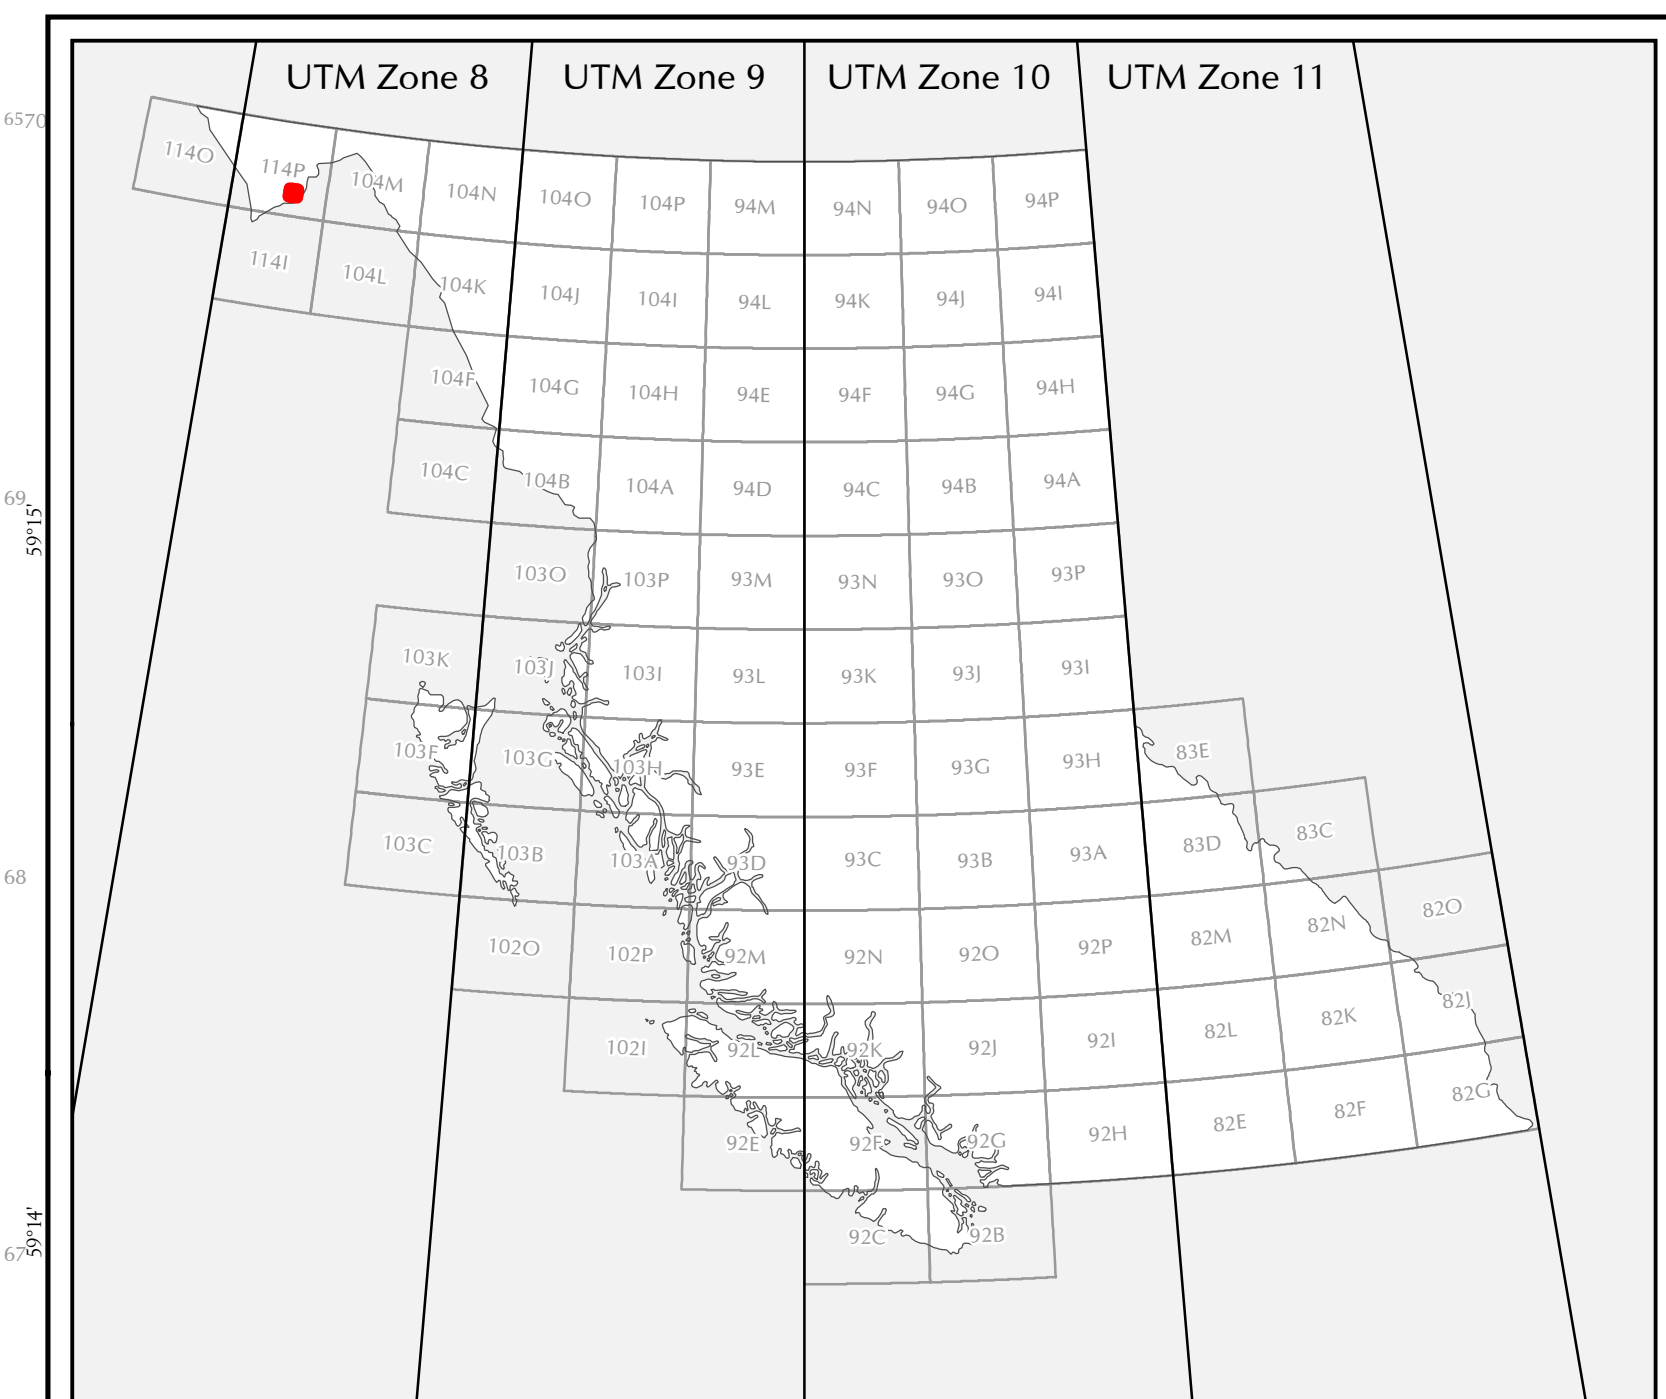 UTM Zone 8 UTM Zone 9 UTM Zone 10 UTM Zone 11
6570
114O 114P 104M 104N 104O 104P 94M 94N 94O 94P
114I 104L 104K 104J 104I 94L 94K 94J 94I
104F 104G 104H 94E 94F 94G 94H
104C 104B 104A 94D 94C 94B 94A
69
59°15'
103O 103P 93M 93N 93O 93P
103K 103J 103I 93L 93K 93J 93I
103F 103G 103H 93E 93F 93G 93H 83E
103C 103B 103A 93D 93C 93B 93A 83D 83C
68
102O 102P 92M 92N 92O 92P 82M 82N 82O
102I 92L 92K 92J 92I 82L 82K 82J
92E 92F 92G 92H 82E 82F 82G
92C 92B
67
59°14'